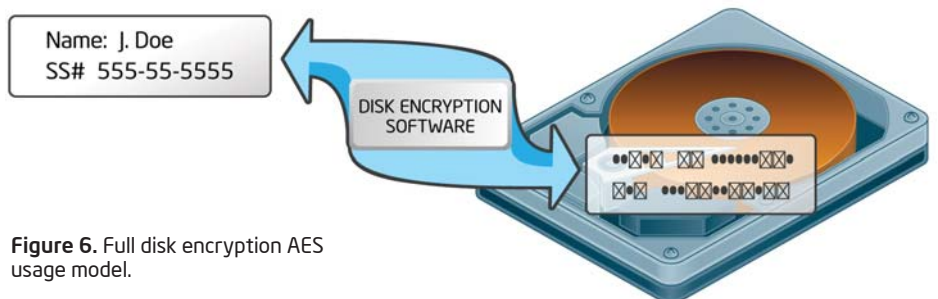 Name: J. Doe
SS# 555-55-5555
DISK ENCRYPTION
SOFTWARE
••☒•☒ ☒☒ ••••••☒☒•
☒•☒ •••☒☒••☒☒•☒☒
Figure 6. Full disk encryption AES
usage model.